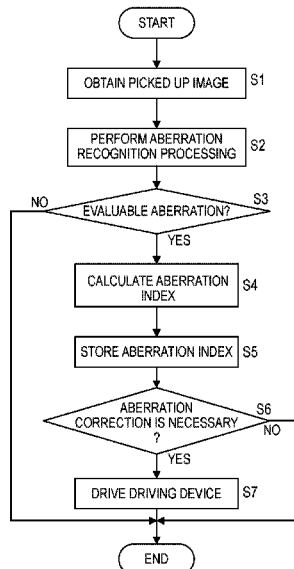 START
OBTAIN PICKED UP IMAGE S1
PERFORM ABERRATION
RECOGNITION PROCESSING
S2
S3
NO
EVALUABLE ABERRATION?
YES
CALCULATE ABERRATION
INDEX
S4
STORE ABERRATION INDEX S5
ABERRATION
CORRECTION IS NECESSARY
?
S6
NO
YES
DRIVE DRIVING DEVICE S7
END